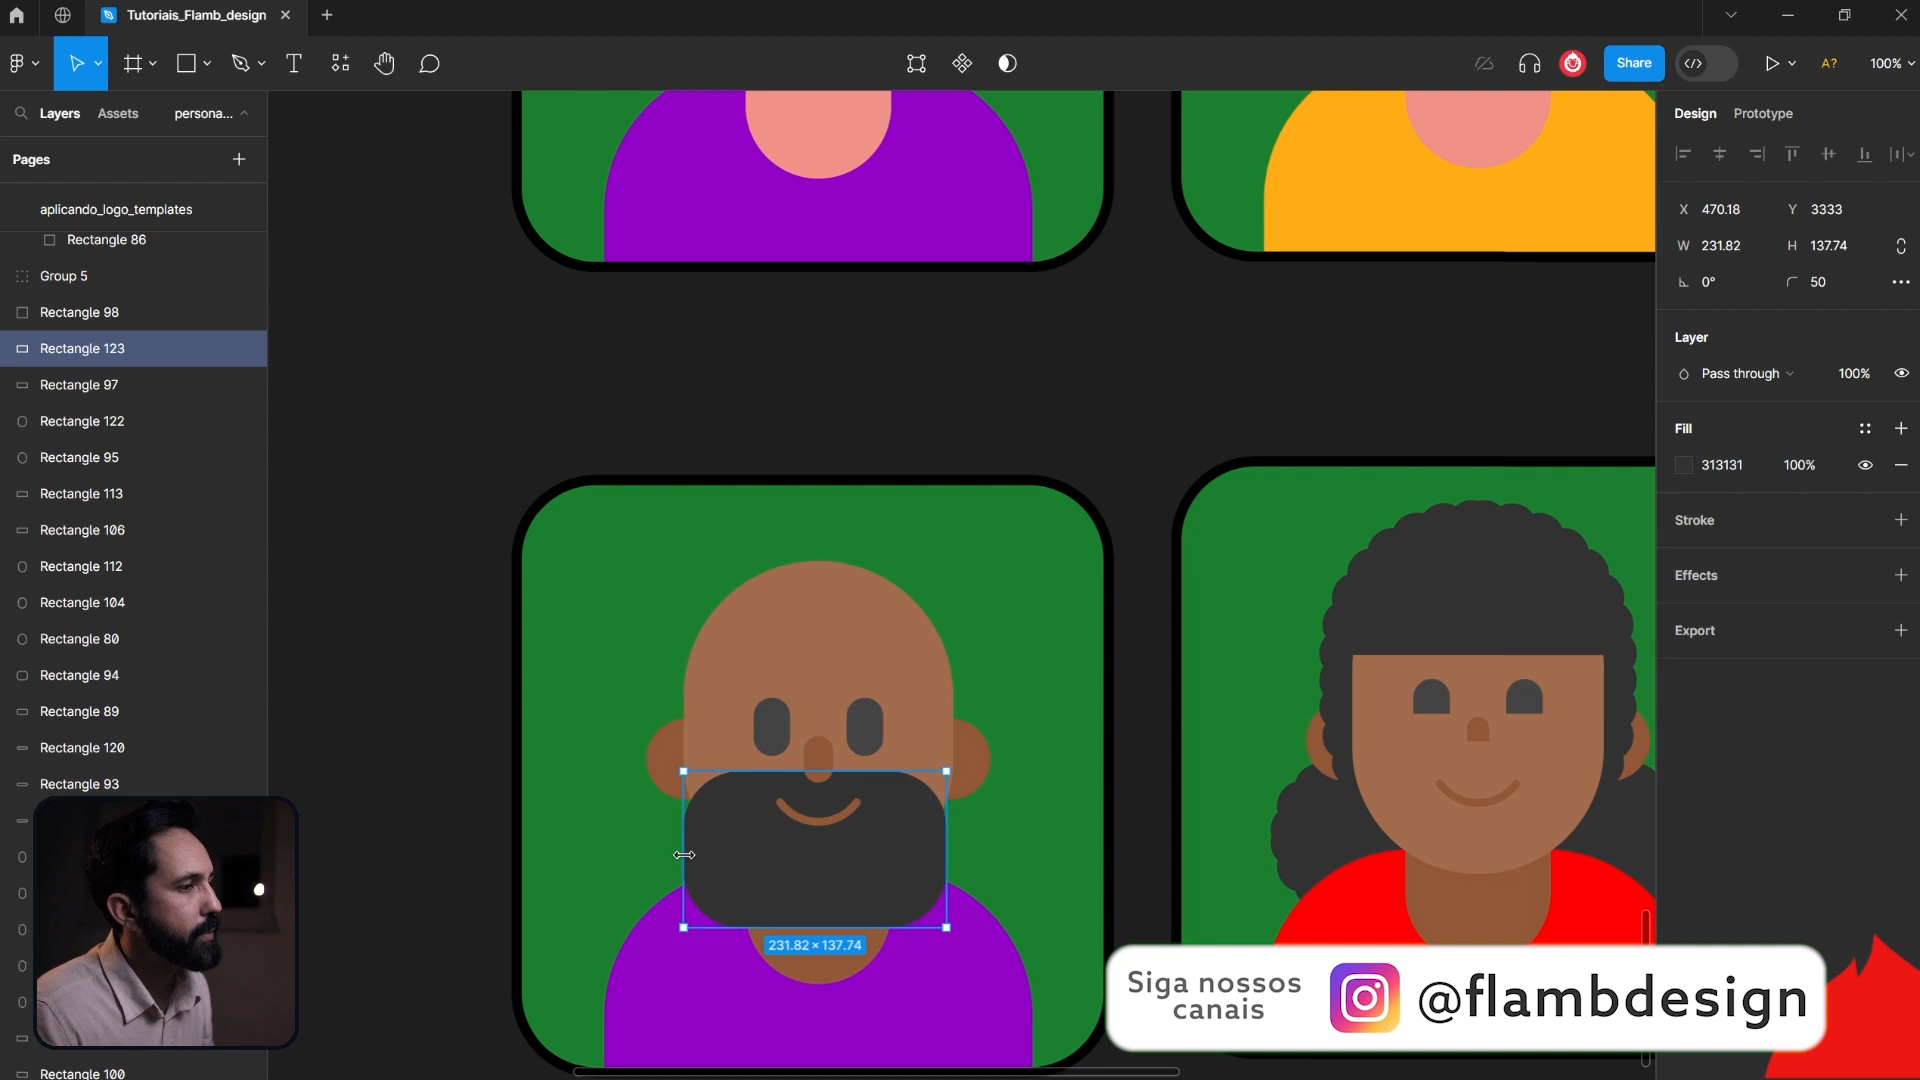 Tutoriais_Flamb_design
Share
A?
100%
Layers
Assets
persona...
Design
Prototype
Pages
aplicando_logo_templates
Rectangle 86
Group 5
Rectangle 98
Rectangle 123
Rectangle 97
Rectangle 122
Rectangle 95
Rectangle 113
Rectangle 106
Rectangle 112
Rectangle 104
Rectangle 80
Rectangle 94
Rectangle 89
Rectangle 120
Rectangle 93
Rectangle 100
X 470.18 Y 3333
W 231.82 H 137.74
0° 50
Layer
Pass through 100%
Fill
313131 100%
Stroke
Effects
Export
231.82 × 137.74
Siga nossos
canais
@flambdesign